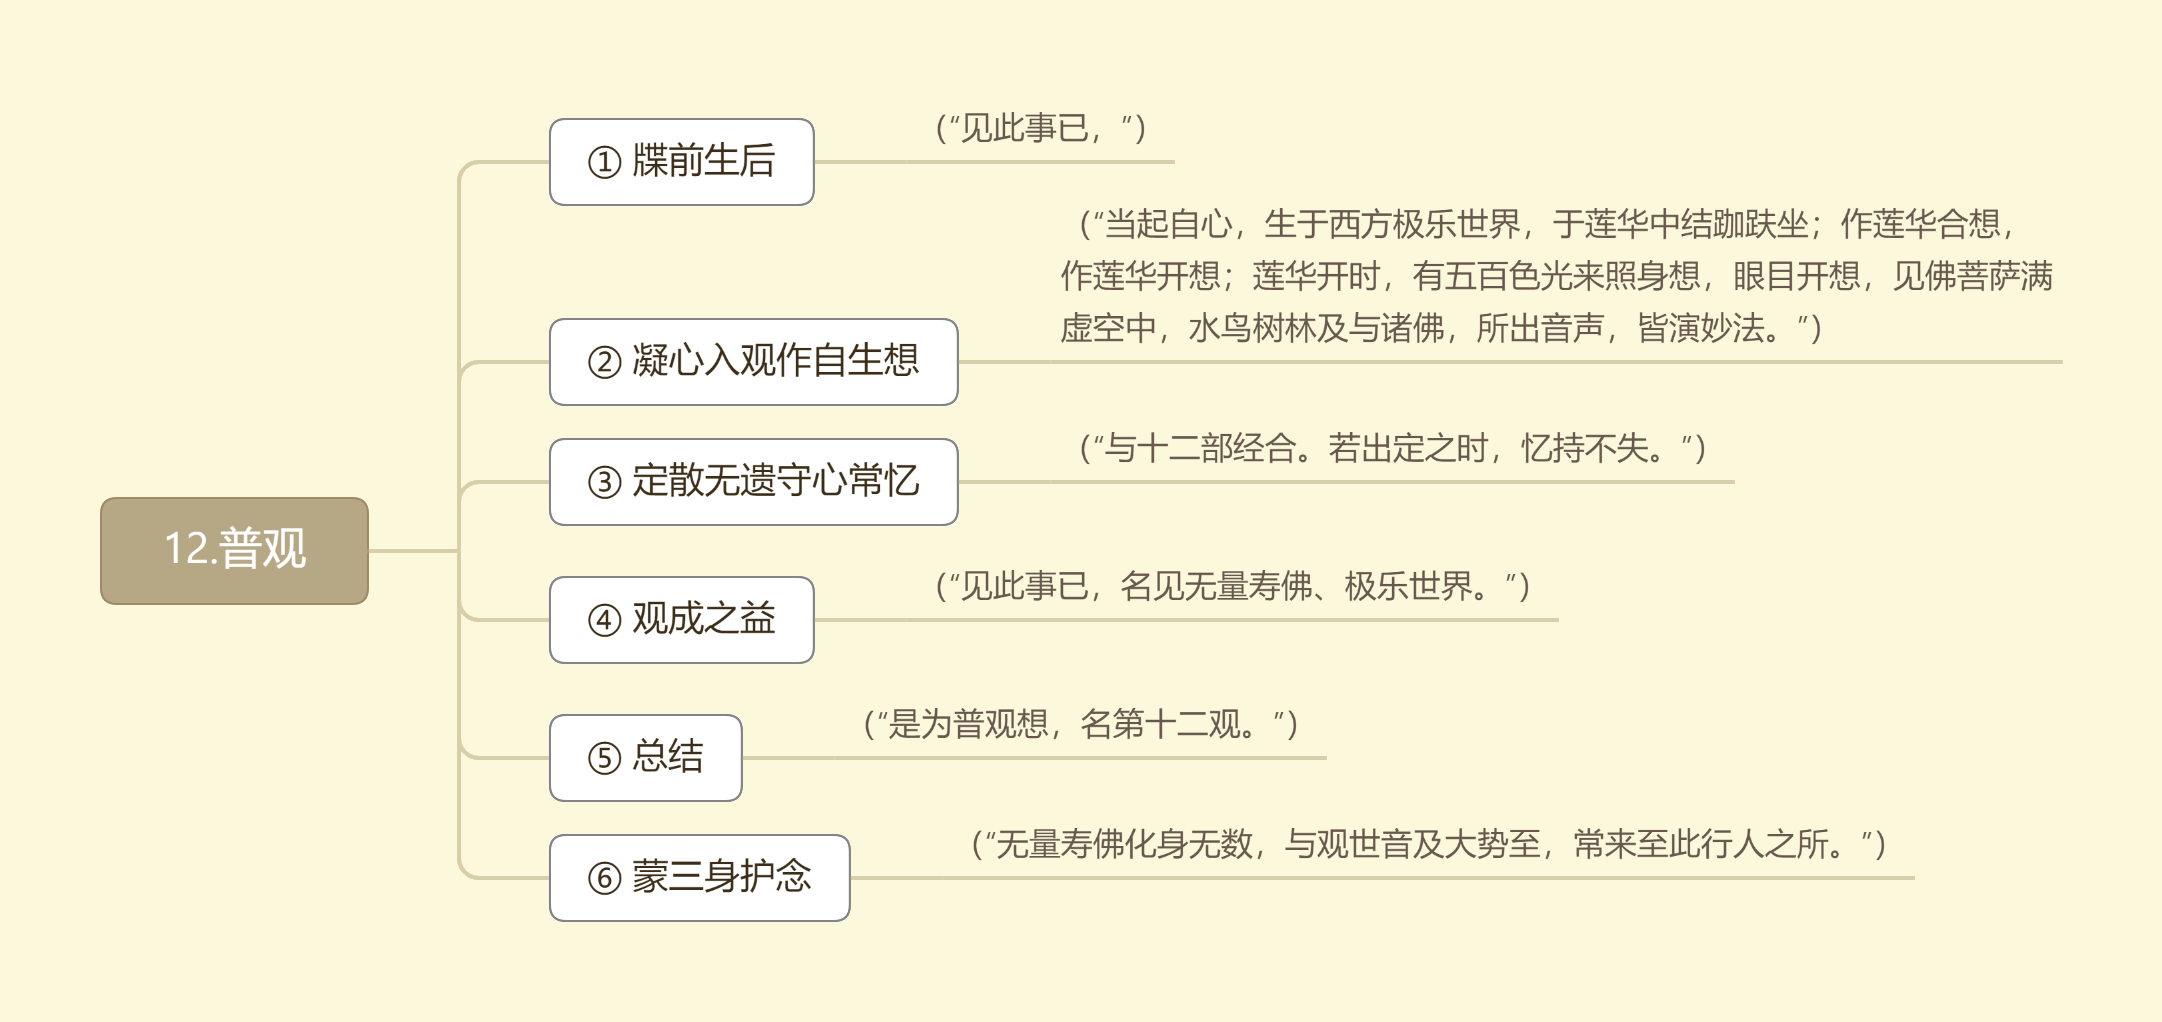 12.普观
① 牒前生后
(“见此事已，”)
② 凝心入观作自生想
(“当起自心，生于西方极乐世界，于莲华中结跏趺坐；作莲华合想，
作莲华开想；莲华开时，有五百色光来照身想，眼目开想，见佛菩萨满
虚空中，水鸟树林及与诸佛，所出音声，皆演妙法。”)
③ 定散无遗守心常忆
(“与十二部经合。若出定之时，忆持不失。”)
④ 观成之益
(“见此事已，名见无量寿佛、极乐世界。”)
⑤ 总结
(“是为普观想，名第十二观。”)
⑥ 蒙三身护念
(“无量寿佛化身无数，与观世音及大势至，常来至此行人之所。”)